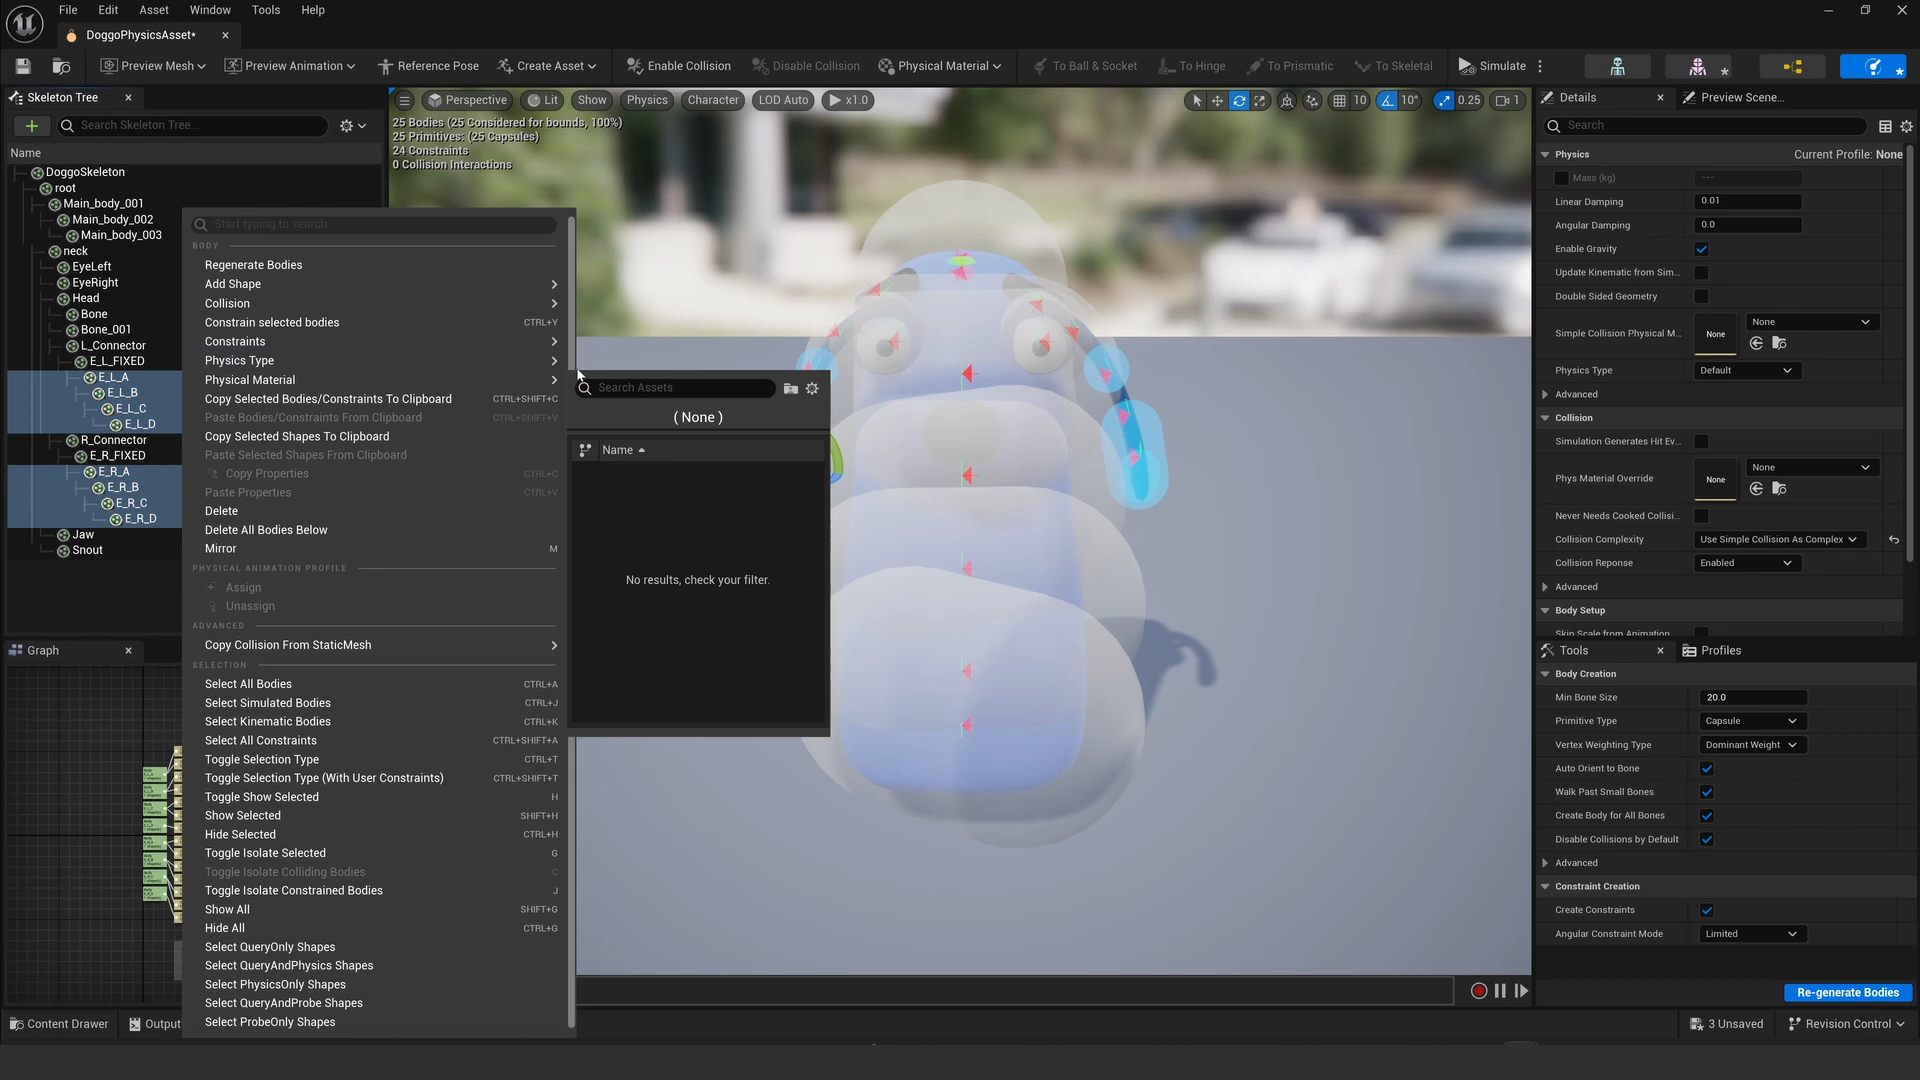 File Edit Asset Window Tools Help
DoggoPhysicsAsset*
Preview Mesh Preview Animation Reference Pose Create Asset Enable Collision Disable Collision Physical Material To Ball & Socket To Hinge To Prismatic To Skeletal Simulate
Skeleton Tree
Search Skeleton Tree...
Name
DoggoSkeleton
root
Main_body_001
Main_body_002
Main_body_003
neck
EyeLeft
EyeRight
Head
Bone
Bone_001
L_Connector
E_L_FIXED
E_L_A
E_L_B
E_L_C
E_L_D
R_Connector
E_R_FIXED
E_R_A
E_R_B
E_R_C
E_R_D
Jaw
Snout
Graph
Start typing to search
BODY
Regenerate Bodies
Add Shape
Collision
Constrain selected bodies CTRL+Y
Constraints
Physics Type
Physical Material
Copy Selected Bodies/Constraints To Clipboard CTRL+SHIFT+C
Paste Bodies/Constraints From Clipboard CTRL+SHIFT+V
Copy Selected Shapes To Clipboard
Paste Selected Shapes From Clipboard
Copy Properties CTRL+C
Paste Properties CTRL+V
Delete
Delete All Bodies Below
Mirror M
PHYSICAL ANIMATION PROFILE
Assign
Unassign
ADVANCED
Copy Collision From StaticMesh
SELECTION
Select All Bodies CTRL+A
Select Simulated Bodies CTRL+J
Select Kinematic Bodies CTRL+K
Select All Constraints CTRL+SHIFT+A
Toggle Selection Type CTRL+T
Toggle Selection Type (With User Constraints) CTRL+SHIFT+T
Toggle Show Selected H
Show Selected SHIFT+H
Hide Selected CTRL+H
Toggle Isolate Selected G
Toggle Isolate Colliding Bodies C
Toggle Isolate Constrained Bodies J
Show All SHIFT+G
Hide All CTRL+G
Select QueryOnly Shapes
Select QueryAndPhysics Shapes
Select PhysicsOnly Shapes
Select QueryAndProbe Shapes
Select ProbeOnly Shapes
Perspective Lit Show Physics Character LOD Auto x1.0 10 10° 0.25 1
25 Bodies (25 Considered for bounds, 100%)
25 Primitives: (25 Capsules)
24 Constraints
0 Collision Interactions
Search Assets
( None )
Name
No results, check your filter.
Details Preview Scene...
Search
Physics Current Profile: None
Mass (kg) ---
Linear Damping 0.01
Angular Damping 0.0
Enable Gravity
Update Kinematic from Sim...
Double Sided Geometry
Simple Collision Physical M... None None
Physics Type Default
Advanced
Collision
Simulation Generates Hit Ev...
Phys Material Override None None
Never Needs Cooked Collisi...
Collision Complexity Use Simple Collision As Complex
Collision Reponse Enabled
Advanced
Body Setup
Skip Scale from Animation
Tools Profiles
Body Creation
Min Bone Size 20.0
Primitive Type Capsule
Vertex Weighting Type Dominant Weight
Auto Orient to Bone
Walk Past Small Bones
Create Body for All Bones
Disable Collisions by Default
Advanced
Constraint Creation
Create Constraints
Angular Constraint Mode Limited
Re-generate Bodies
Content Drawer Output 3 Unsaved Revision Control